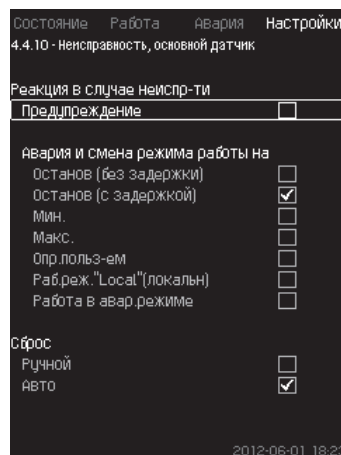 Состояние Работа Авария Настройки
4.4.10 - Неисправность, основной датчик
Реакция в случае неиспр-ти
Предупреждение
Авария и смена режима работы на
Останов (без задержки)
Останов (с задержкой)
Мин.
Макс.
Опр.польз-ем
Раб.реж."Local"(локальн)
Работа в авар.режиме
Сброс
Ручной
Авто
2012-06-01 18:2